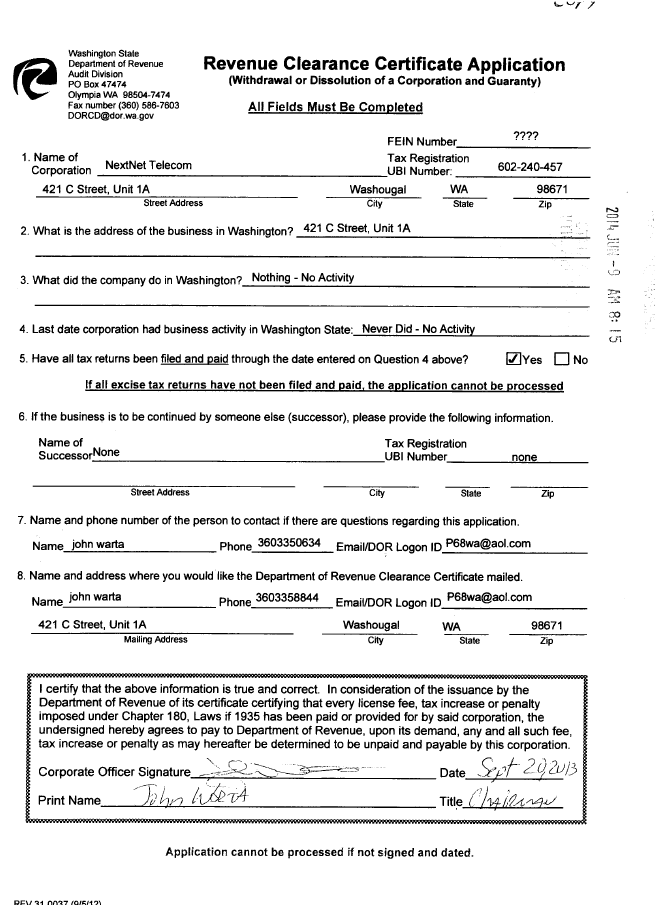 Copy
Washington State
Department of Revenue
Audit Division
PO Box 47474
Olympia WA 98504-7474
Fax number (360) 586-7603
DORCD@dor.wa.gov
Revenue Clearance Certificate Application
(Withdrawal or Dissolution of a Corporation and Guaranty)
All Fields Must Be Completed
FEIN Number ????
1. Name of Corporation NextNet Telecom Tax Registration UBI Number: 602-240-457
421 C Street, Unit 1A Washougal WA 98671
Street Address City State Zip
2. What is the address of the business in Washington? 421 C Street, Unit 1A
3. What did the company do in Washington? Nothing - No Activity
4. Last date corporation had business activity in Washington State: Never Did - No Activity
5. Have all tax returns been filed and paid through the date entered on Question 4 above? Yes No
If all excise tax returns have not been filed and paid, the application cannot be processed
6. If the business is to be continued by someone else (successor), please provide the following information.
Name of Successor None Tax Registration UBI Number none
Street Address City State Zip
7. Name and phone number of the person to contact if there are questions regarding this application.
Name john warta Phone 3603350634 Email/DOR Logon ID P68wa@aol.com
8. Name and address where you would like the Department of Revenue Clearance Certificate mailed.
Name john warta Phone 3603358844 Email/DOR Logon ID P68wa@aol.com
421 C Street, Unit 1A Washougal WA 98671
Mailing Address City State Zip
I certify that the above information is true and correct. In consideration of the issuance by the
Department of Revenue of its certificate certifying that every license fee, tax increase or penalty
imposed under Chapter 180, Laws if 1935 has been paid or provided for by said corporation, the
undersigned hereby agrees to pay to Department of Revenue, upon its demand, any and all such fee,
tax increase or penalty as may hereafter be determined to be unpaid and payable by this corporation.
Corporate Officer Signature Date Sept 20 2013
Print Name John Title Chairman
Application cannot be processed if not signed and dated.
REV 31 0037 (9/5/12)
2014 JUN -9 AM 8:15